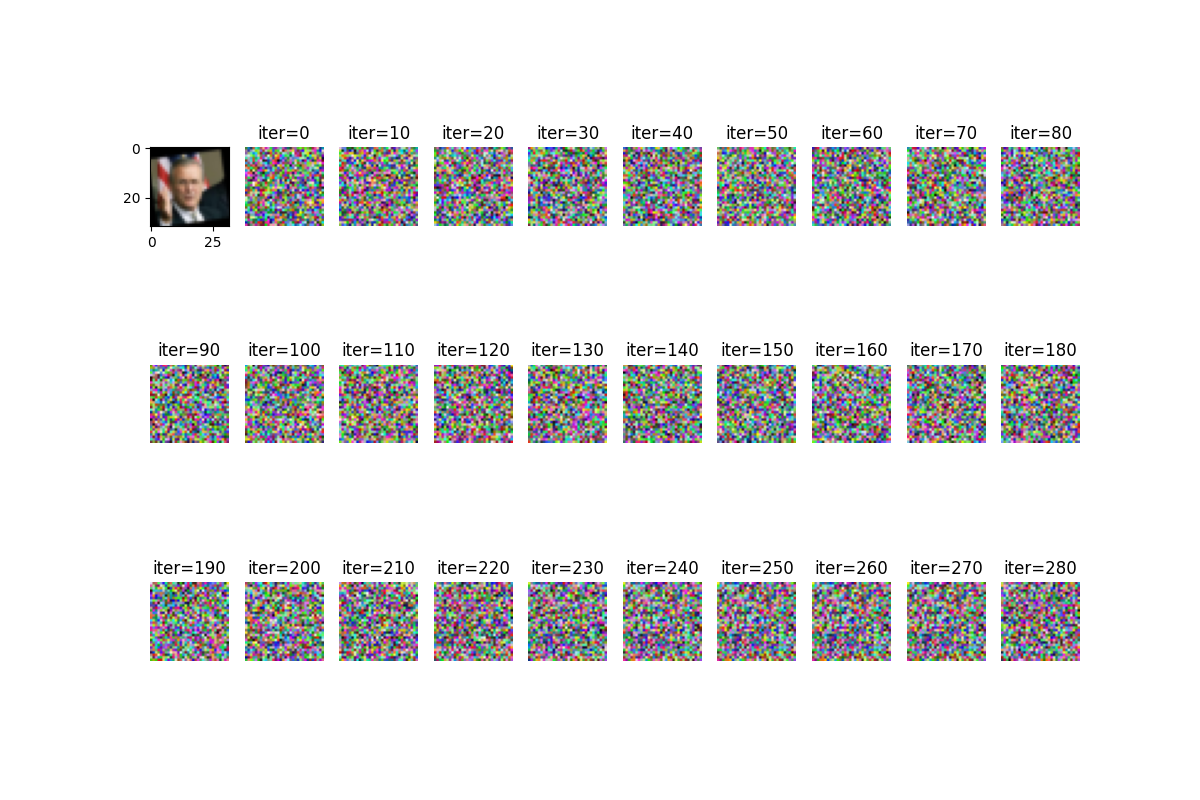 iter=0 iter=10 iter=20 iter=30 iter=40 iter=50 iter=60 iter=70 iter=80
0
20
0 25
iter=90 iter=100 iter=110 iter=120 iter=130 iter=140 iter=150 iter=160 iter=170 iter=180
iter=190 iter=200 iter=210 iter=220 iter=230 iter=240 iter=250 iter=260 iter=270 iter=280